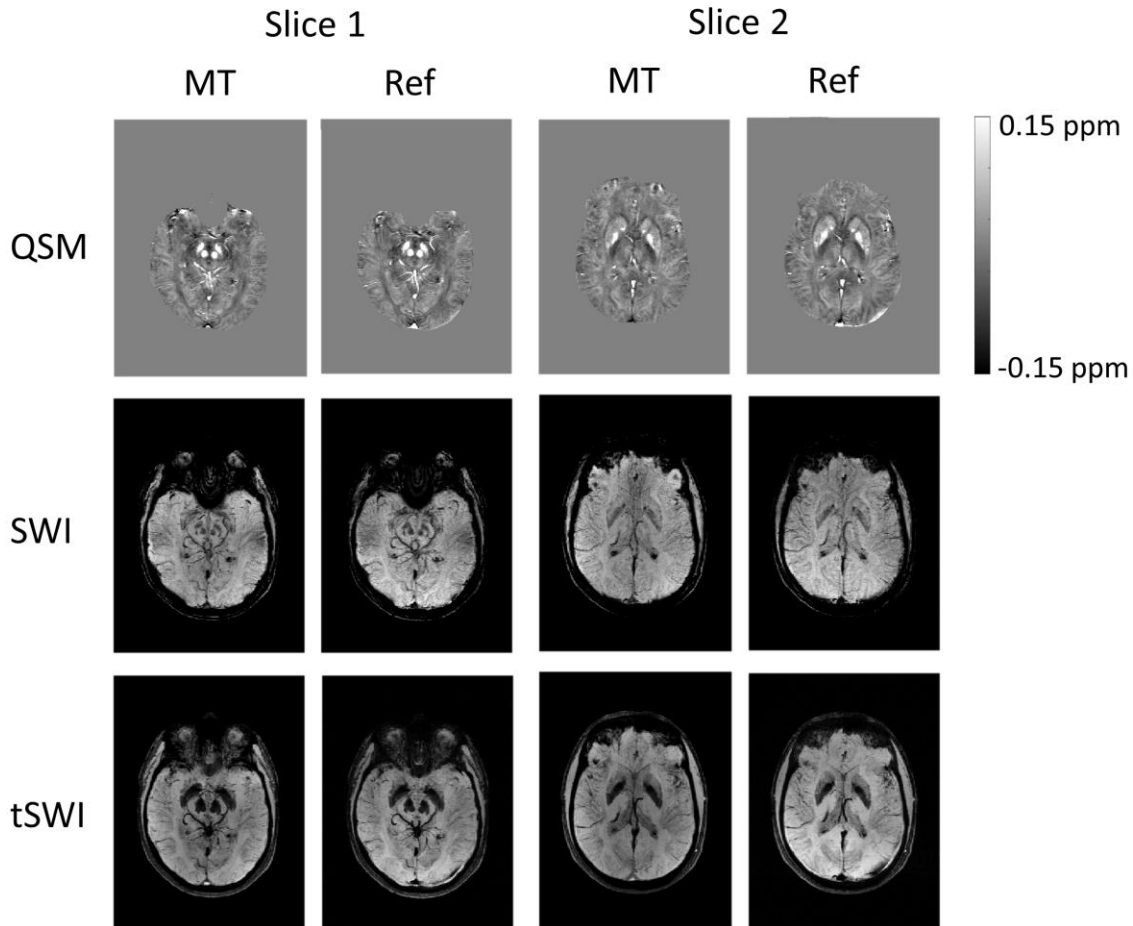 Slice 1 Slice 2
MT Ref MT Ref
0.15 ppm
QSM
-0.15 ppm
SWI
tSWI